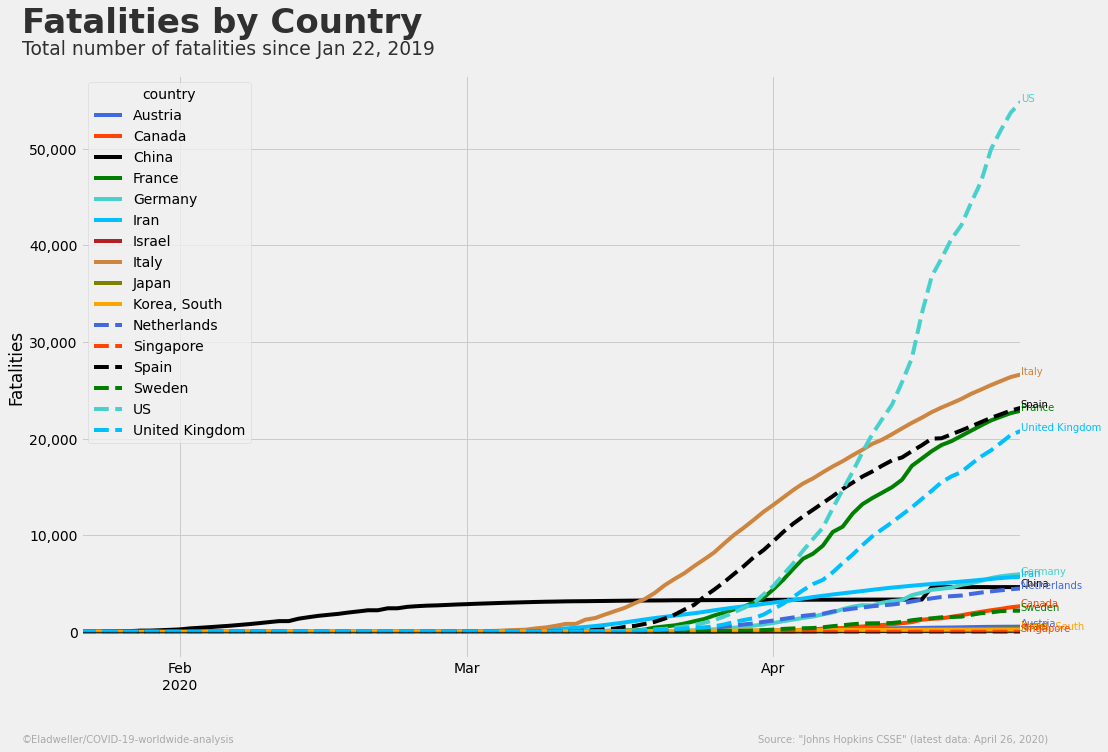 Fatalities by Country
Total number of fatalities since Jan 22, 2019
country
Austria
Canada
China
France
Germany
Iran
Israel
Italy
Japan
Korea, South
Netherlands
Singapore
Spain
Sweden
US
United Kingdom
Fatalities
50,000
40,000
30,000
20,000
10,000
0
US
Italy
Spain
France
United Kingdom
Germany
Iran
China
Netherlands
Canada
Sweden
Austria
South
Singapore
Feb
2020
Mar
Apr
©Eladweller/COVID-19-worldwide-analysis
Source: "Johns Hopkins CSSE" (latest data: April 26, 2020)